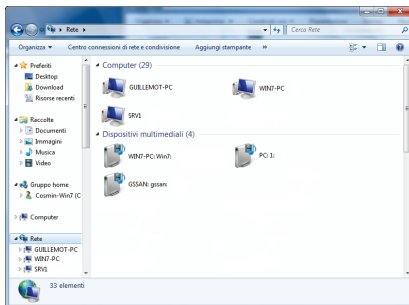 Rete
Cerca Rete
Organizza
Centro connessioni di rete e condivisione
Aggiungi stampante
»
Preferiti
Desktop
Download
Risorse recenti
Raccolte
Documenti
Immagini
Musica
Video
Gruppo home
Cosmin-Win7 (C
Computer
Rete
GUILLEMOT-PC
WIN7-PC
SRV1
Computer (29)
GUILLEMOT-PC
WIN7-PC
SRV1
Dispositivi multimediali (4)
WIN7-PC: Win7:
PC: 1:
GSSAN: gssan:
33 elementi